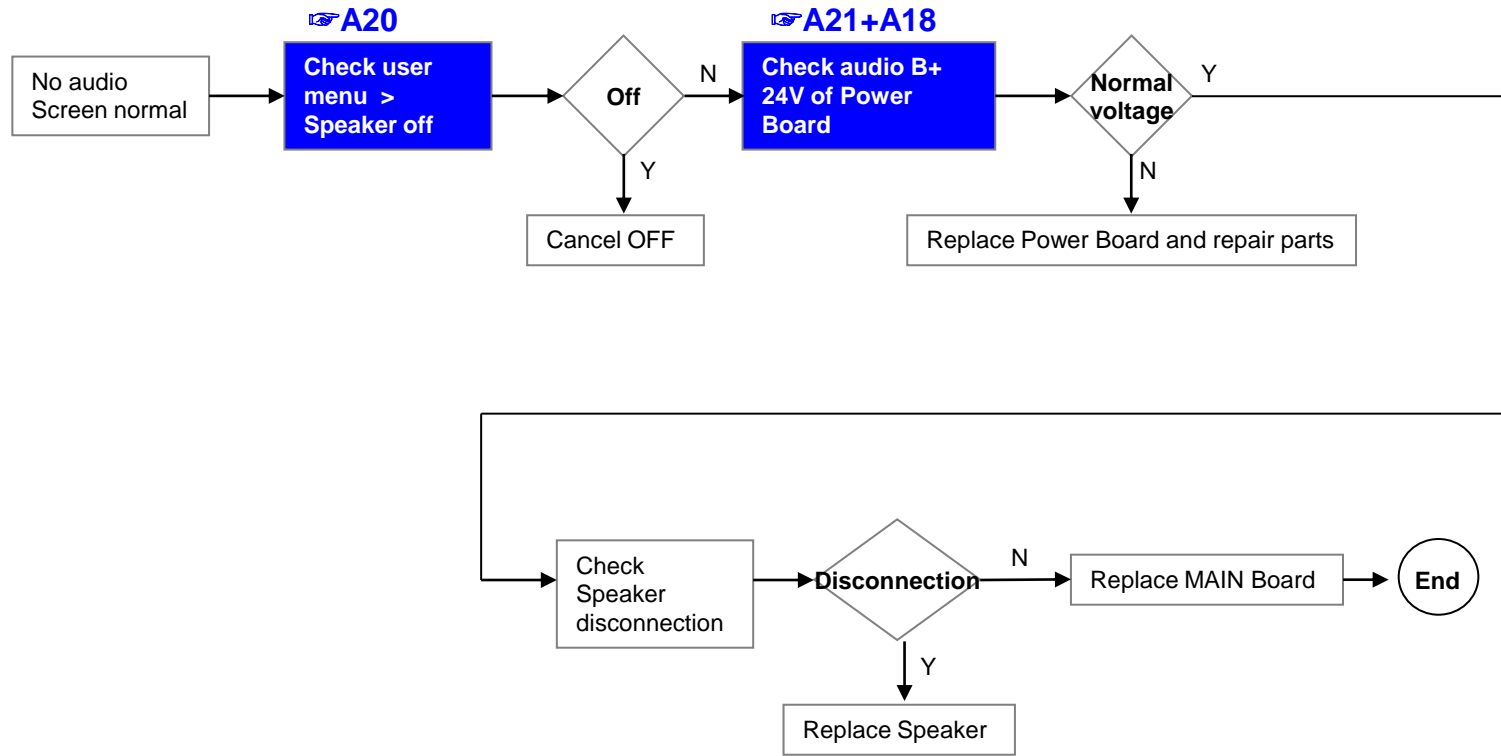 ☞A20
☞A21+A18
No audio
Screen normal
Check user
menu >
Speaker off
Off
N
Check audio B+
24V of Power
Board
Normal
voltage
Y
Y
N
Cancel OFF
Replace Power Board and repair parts
Check
Speaker
disconnection
Disconnection
N
Replace MAIN Board
End
Y
Replace Speaker